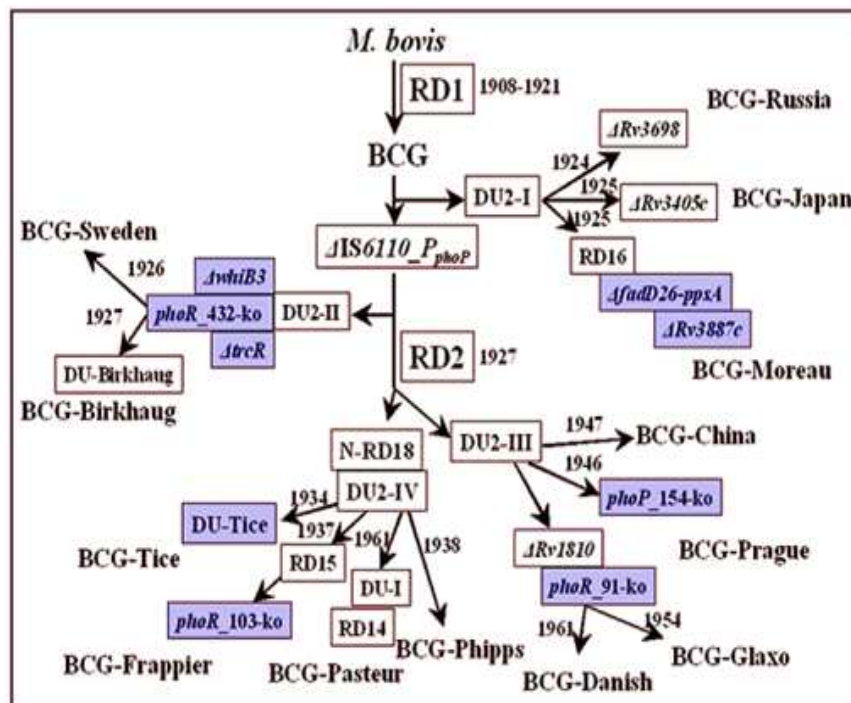 M. bovis
RD1
1908-1921
BCG
DU2-I
1924
1925
1925
BCG-Russia
ΔRv3698
ΔRv3405c
BCG-Japan
RD16
ΔfadD26-ppsA
ΔRv3887c
BCG-Moreau
ΔIS6110_PphoP
BCG-Sweden
1926
1927
ΔwhiB3
phoR_432-ko
DU2-II
ΔtrcR
DU-Birkhaug
BCG-Birkhaug
RD2
1927
N-RD18
DU2-IV
DU2-III
1947
BCG-China
1946
phoP_154-ko
BCG-Prague
1934
DU-Tice
BCG-Tice
1937
RD15
phoR_103-ko
BCG-Frappier
1961
DU-I
RD14
BCG-Pasteur
1938
BCG-Phipps
ΔRv1810
phoR_91-ko
1961
1954
BCG-Glaxo
BCG-Danish